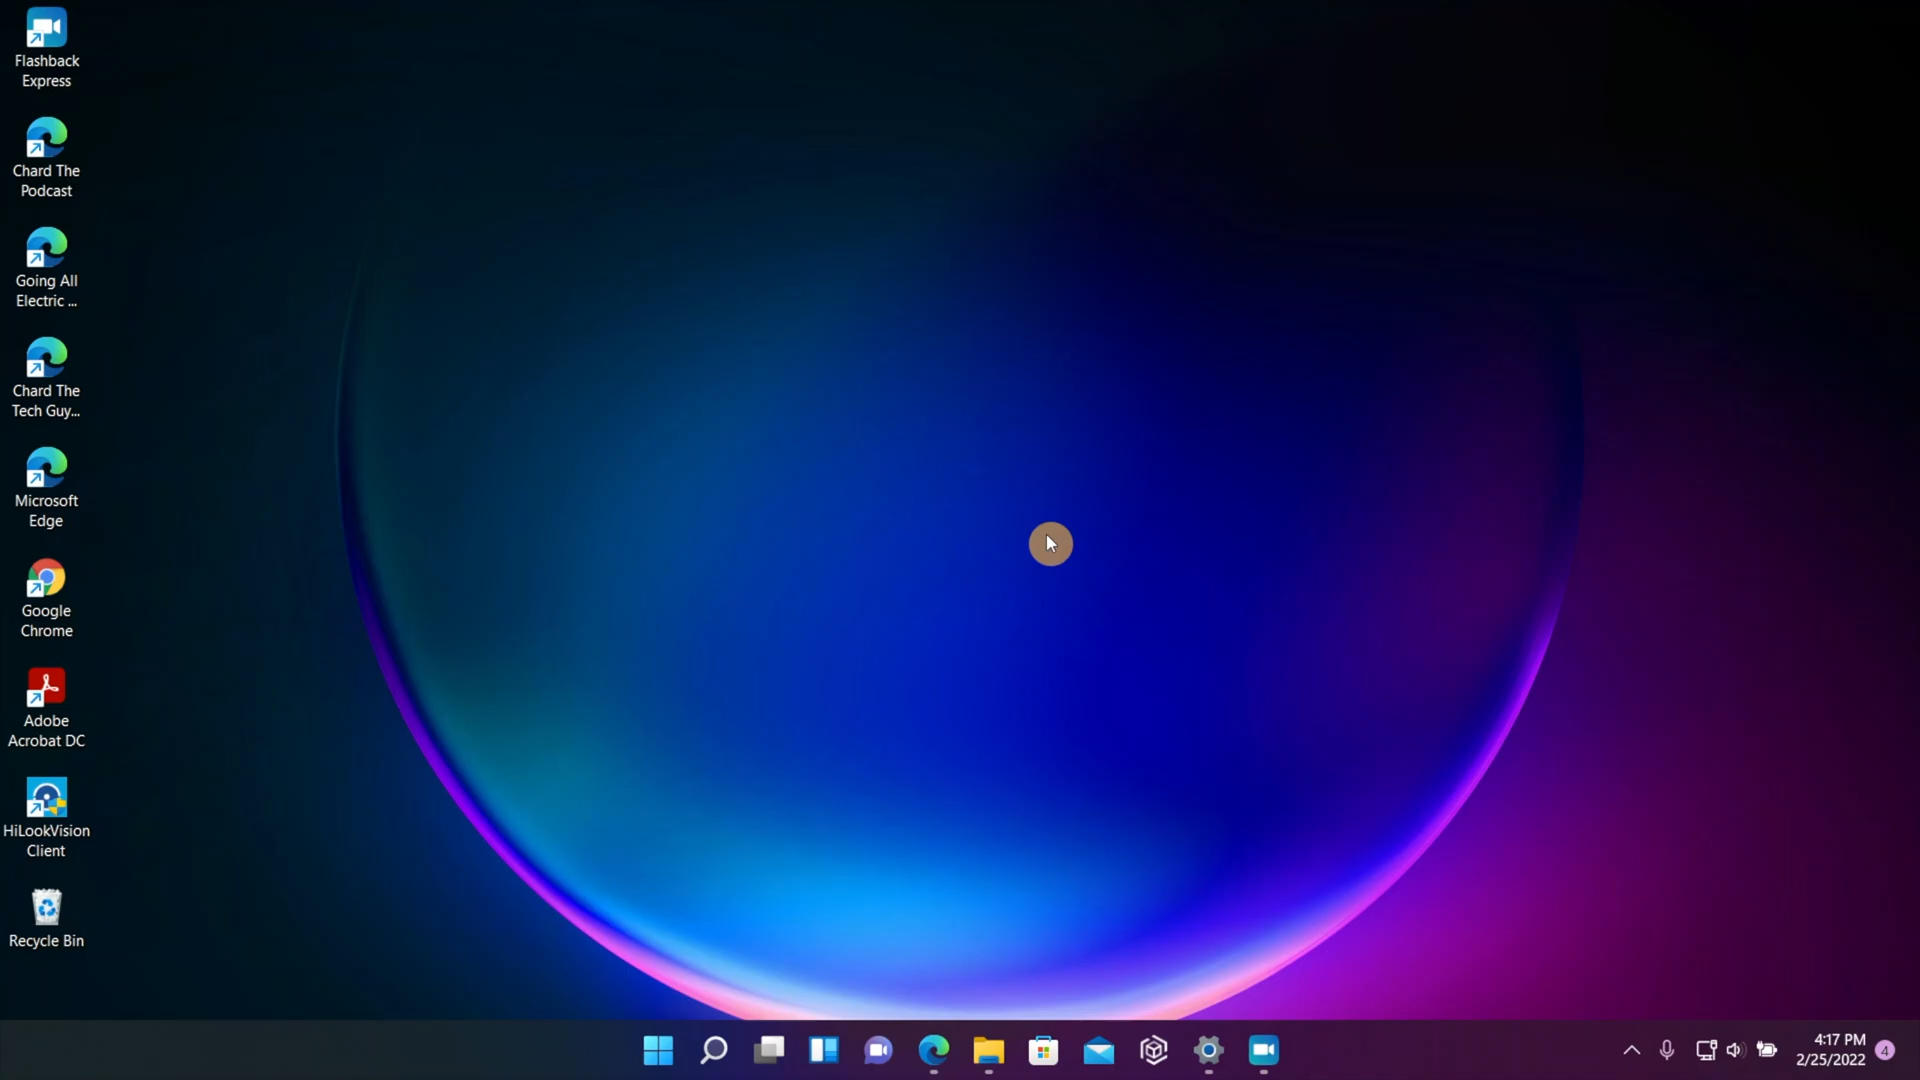 Flashback
Express
Chard The
Podcast
Going All
Electric ...
Chard The
Tech Guy...
Microsoft
Edge
Google
Chrome
Adobe
Acrobat DC
HiLookVision
Client
Recycle Bin
4:17 PM
2/25/2022
4